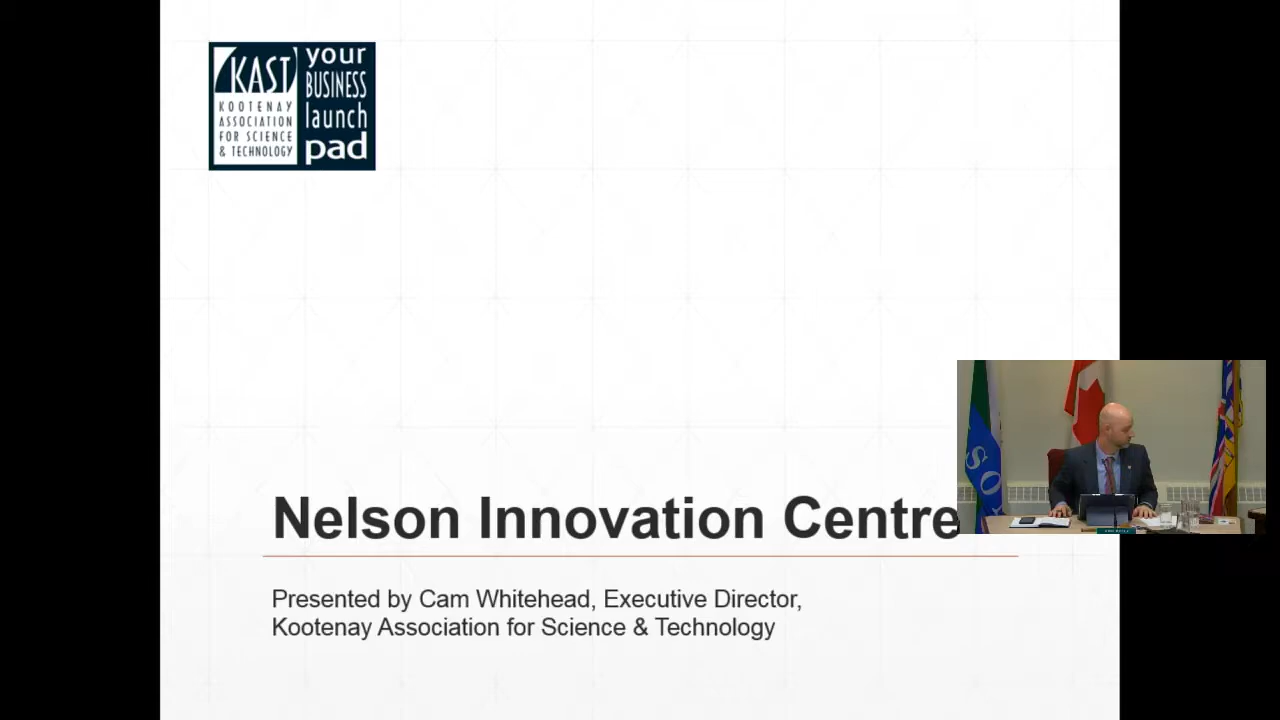 KAST
KOOTENAY
ASSOCIATION
FOR SCIENCE
& TECHNOLOGY
your
BUSINESS
launch
pad
Nelson Innovation Centre
Presented by Cam Whitehead, Executive Director,
Kootenay Association for Science & Technology
SO